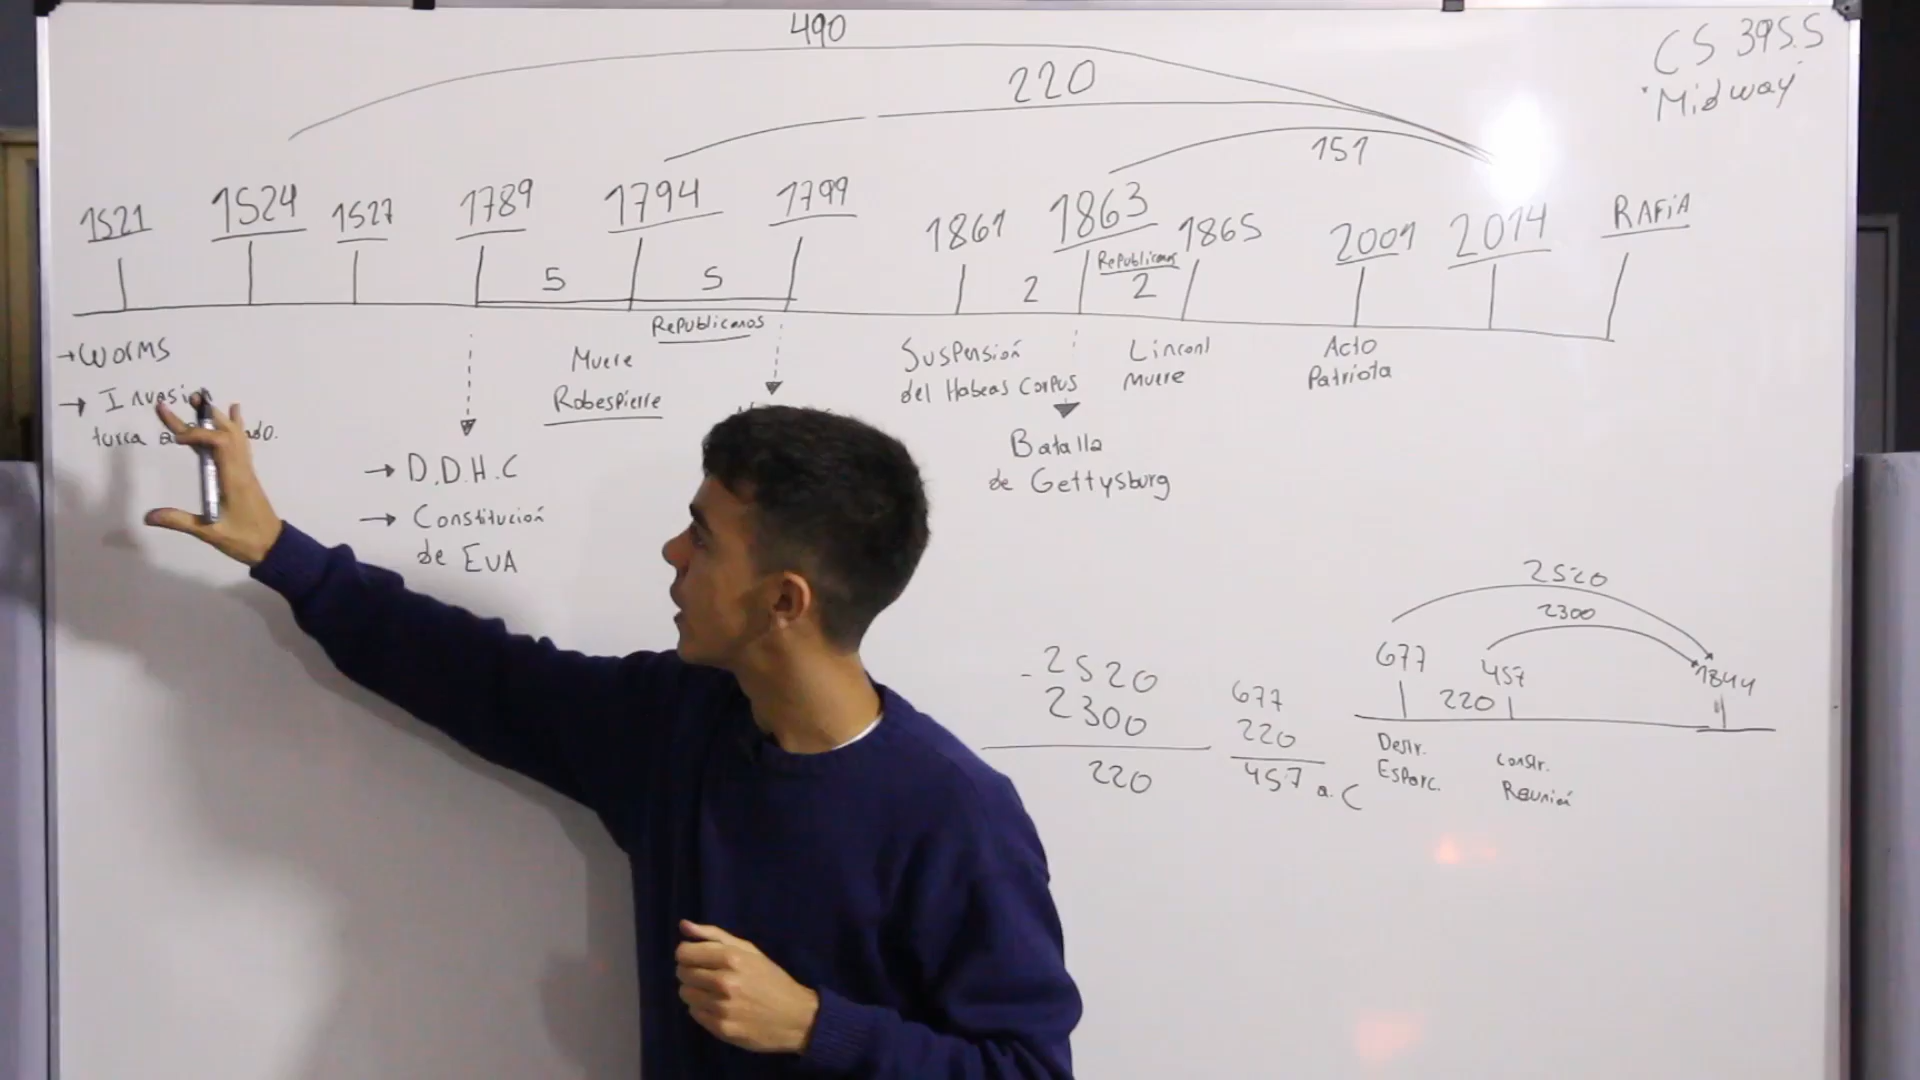 490
CS 395.5
"Midway"
220
151
1521
1524
1527
1789
1794
1799
1861
1863
1865
2001
2014
RAFIA
5
5
2
Republicanos
2
Republicanos
→ Worms
→ Invasion
turca a
Muere
Robespierre
Suspensión
del Habeas Corpus
Linconl
muere
Acto
Patriota
→ D.D.H.C
→ Constitución
de EUA
Batalla
de Gettysburg
- 2520
2300
220
677
220
457 a.C
2520
2300
677
457
1844
220
Destr.
Esparc.
Constr.
Reunión